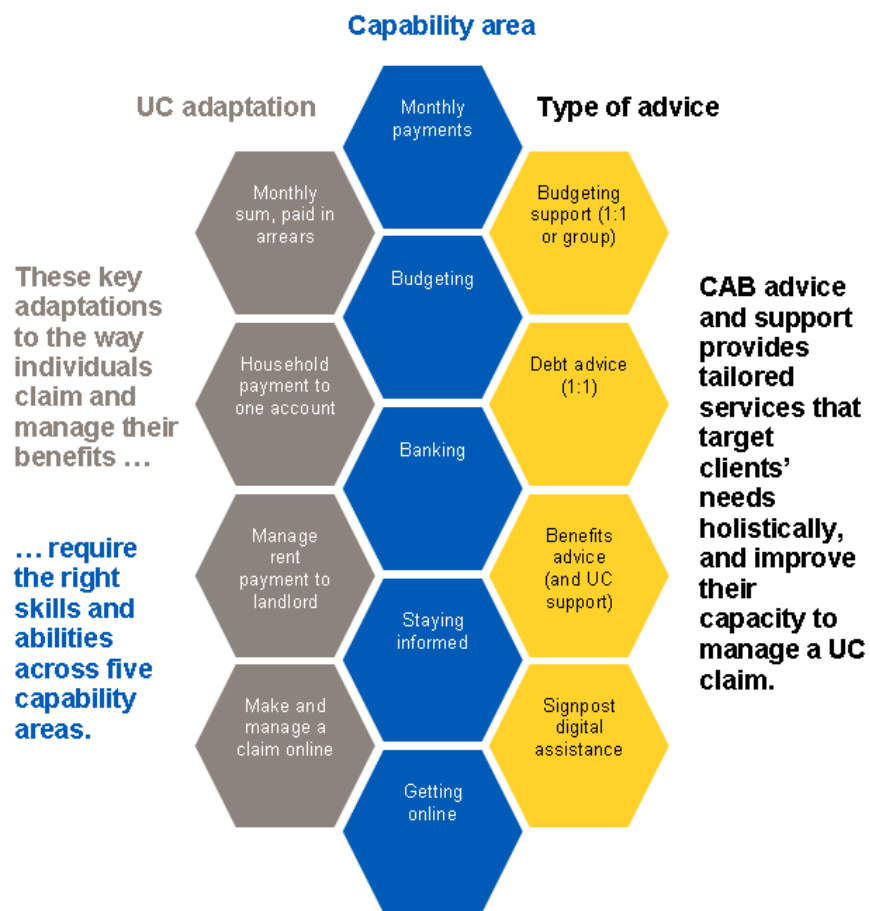 Capability area
UC adaptation
Type of advice
Monthly
payments
Monthly
sum, paid in
arrears
Budgeting
support (1:1
or group)
Budgeting
These key
adaptations
to the way
individuals
claim and
manage their
benefits …
Household
payment to
one account
Debt advice
(1:1)
Banking
CAB advice
and support
provides
tailored
services that
target
clients’
needs
holistically,
and improve
their
capacity to
manage a UC
claim.
… require
the right
skills and
abilities
across five
capability
areas.
Manage
rent
payment to
landlord
Benefits
advice
(and UC
support)
Staying
informed
Make and
manage a
claim online
Signpost
digital
assistance
Getting
online